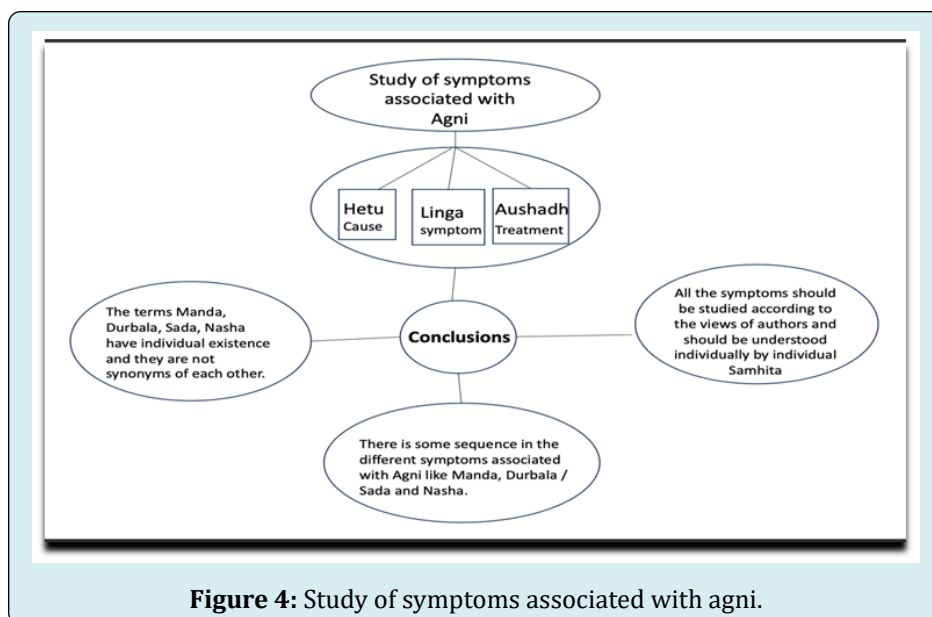 Study of symptoms
associated with
Agni
Hetu
Cause
Linga
symptom
Aushadh
Treatment
The terms Manda,
Durbala, Sada, Nasha
have individual existence
and they are not
synonyms of each other.
Conclusions
All the symptoms should
be studied according to
the views of authors and
should be understood
individually by individual
Samhita
There is some sequence in the
different symptoms associated
with Agni like Manda, Durbala /
Sada and Nasha.
Figure 4: Study of symptoms associated with agni.